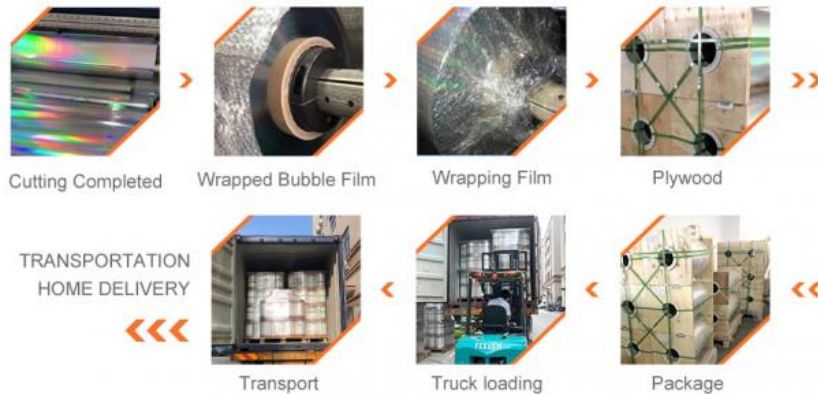 Cutting Completed
Wrapped Bubble Film
Wrapping Film
Plywood
TRANSPORTATION
HOME DELIVERY
Transport
Truck loading
Package